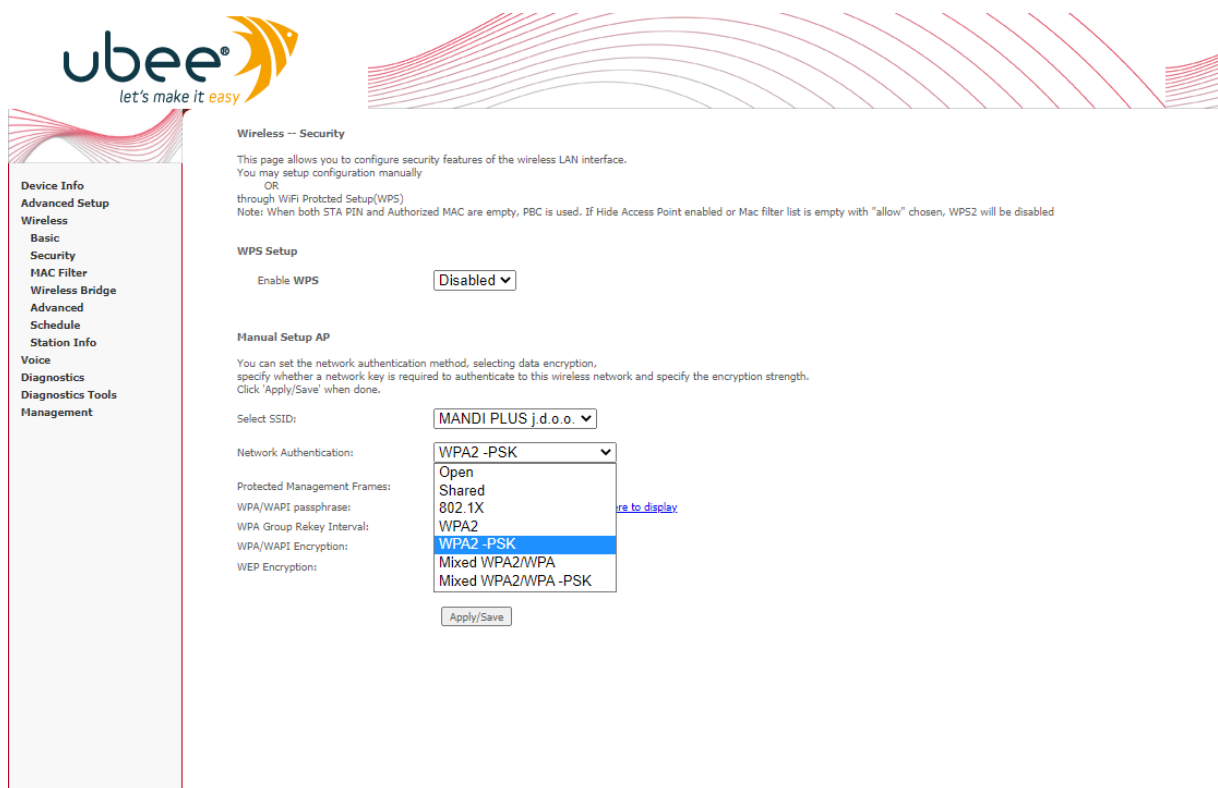 ubee®
let's make it easy
Device Info
Advanced Setup
Wireless
Basic
Security
MAC Filter
Wireless Bridge
Advanced
Schedule
Station Info
Voice
Diagnostics
Diagnostics Tools
Management
Wireless -- Security
This page allows you to configure security features of the wireless LAN interface.
You may setup configuration manually
OR
through WiFi Protcted Setup(WPS)
Note: When both STA PIN and Authorized MAC are empty, PBC is used. If Hide Access Point enabled or Mac filter list is empty with "allow" chosen, WPS2 will be disabled
WPS Setup
Enable WPS Disabled
Manual Setup AP
You can set the network authentication method, selecting data encryption,
specify whether a network key is required to authenticate to this wireless network and specify the encryption strength.
Click 'Apply/Save' when done.
Select SSID: MANDI PLUS j.d.o.o.
Network Authentication: WPA2 -PSK
Open
Shared
802.1X
WPA2
WPA2 -PSK
Mixed WPA2/WPA
Mixed WPA2/WPA -PSK
Protected Management Frames:
WPA/WAPI passphrase: to display
WPA Group Rekey Interval:
WPA/WAPI Encryption:
WEP Encryption:
Apply/Save